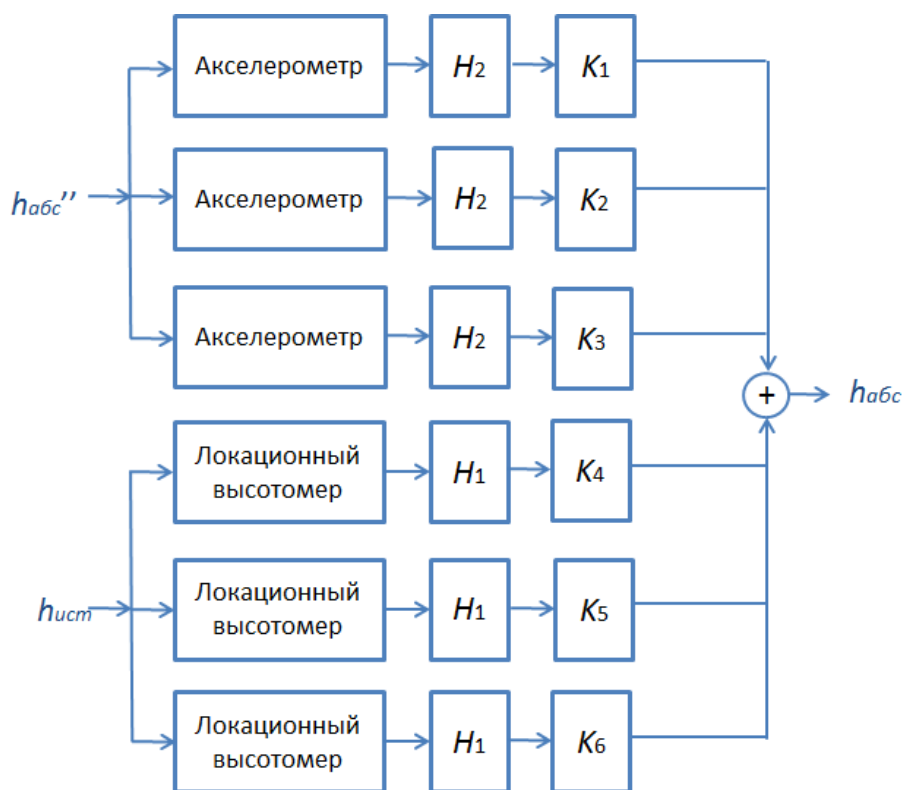 Акселерометр H2 K1
hабс'' Акселерометр H2 K2
Акселерометр H2 K3
+ hабс
Локационный
высотомер H1 K4
hист Локационный
высотомер H1 K5
Локационный
высотомер H1 K6